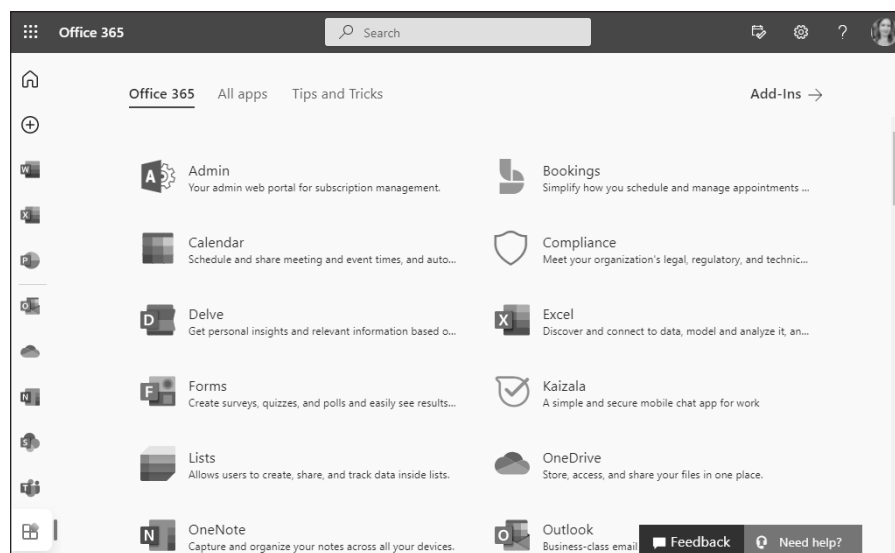 Office 365
Search
?
Office 365 All apps Tips and Tricks Add-Ins →
Admin
Your admin web portal for subscription management.
Bookings
Simplify how you schedule and manage appointments ...
Calendar
Schedule and share meeting and event times, and auto...
Compliance
Meet your organization's legal, regulatory, and technic...
Delve
Get personal insights and relevant information based o...
Excel
Discover and connect to data, model and analyze it, an...
Forms
Create surveys, quizzes, and polls and easily see results...
Kaizala
A simple and secure mobile chat app for work
Lists
Allows users to create, share, and track data inside lists.
OneDrive
Store, access, and share your files in one place.
OneNote
Capture and organize your notes across all your devices.
Outlook
Business-class email
Feedback
Need help?